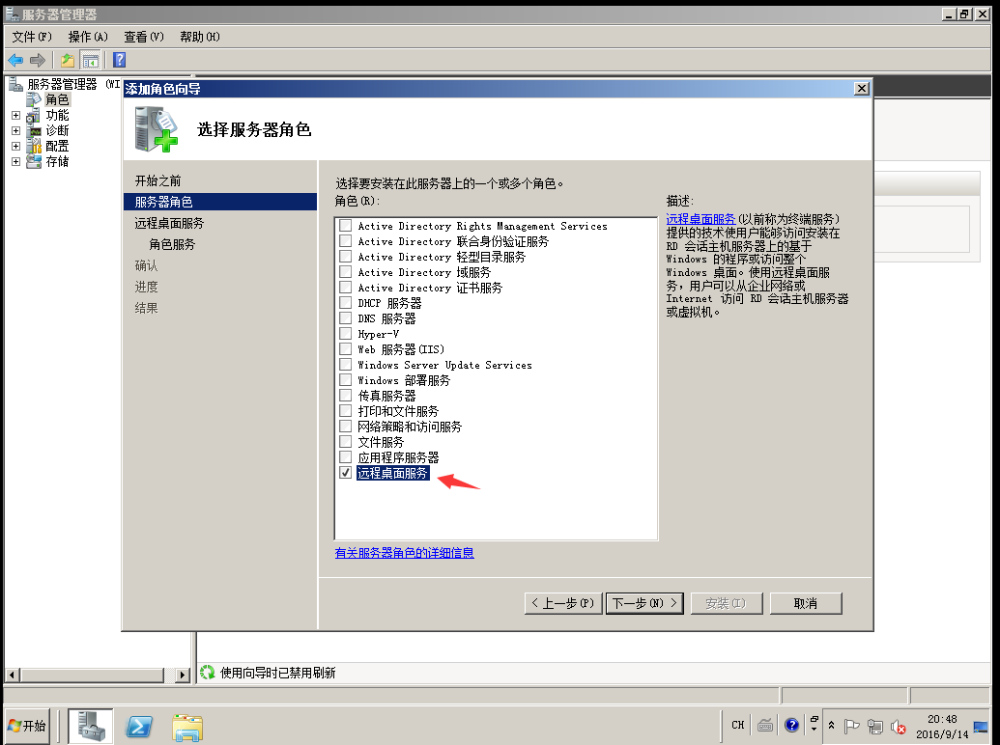 服务器管理器
文件(F) 操作(A) 查看(V) 帮助(H)
服务器管理器 (WI
角色
功能
诊断
配置
存储
添加角色向导
选择服务器角色
开始之前
服务器角色
远程桌面服务
角色服务
确认
进度
结果
选择要安装在此服务器上的一个或多个角色。
角色(R):
Active Directory Rights Management Services
Active Directory 联合身份验证服务
Active Directory 轻型目录服务
Active Directory 域服务
Active Directory 证书服务
DHCP 服务器
DNS 服务器
Hyper-V
Web 服务器(IIS)
Windows Server Update Services
Windows 部署服务
传真服务器
打印和文件服务
网络策略和访问服务
文件服务
应用程序服务器
远程桌面服务
有关服务器角色的详细信息
描述:
远程桌面服务(以前称为终端服务)
提供的技术使用户能够访问安装在
RD 会话主机服务器上的基于
Windows 的程序或访问整个
Windows 桌面。使用远程桌面服
务，用户可以从企业网络或
Internet 访问 RD 会话主机服务器
或虚拟机。
< 上一步(P) 下一步(N) > 安装(I) 取消
使用向导时已禁用刷新
开始
CH
20:48
2016/9/14